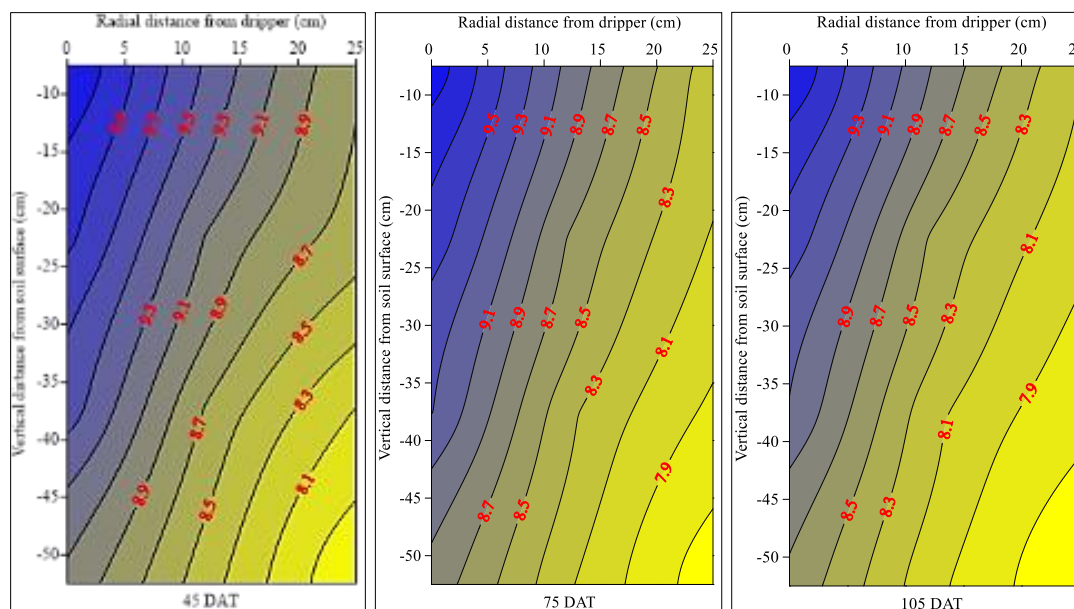 Radial distance from dripper (cm)
0 5 10 15 20 25
Vertical distance from soil surface (cm)
-10
9.3 9.1 8.9
-15
-20
8.7
-25
9.3 9.1 8.9
-30
8.5
-35
8.3
8.7
-40
-45
8.9 8.5 8.1
-50
45 DAT
Radial distance from dripper (cm)
0 5 10 15 20 25
Vertical distance from soil surface (cm)
-10
9.5 9.3 9.1 8.9 8.7 8.5
-15
8.3
-20
-25
9.1 8.9 8.7 8.5
-30
8.1
-35
8.3
-40
7.9
-45
8.7 8.5
-50
75 DAT
Radial distance from dripper (cm)
0 5 10 15 20 25
Vertical distance from soil surface (cm)
-10
9.3 9.1 8.9 8.7 8.5 8.3
-15
-20
8.1
-25
8.9 8.7 8.5 8.3
-30
-35
7.9
8.1
-40
-45
8.5 8.3
-50
105 DAT